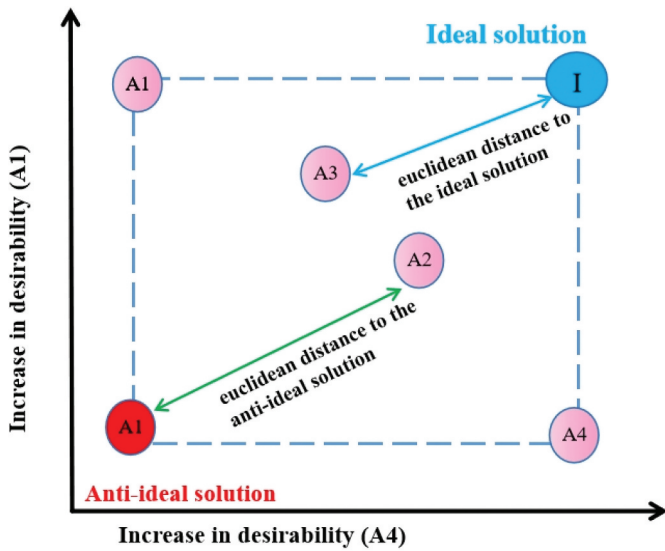 Ideal solution
A1
I
euclidean distance to
the ideal solution
A3
A2
euclidean distance to the
anti-ideal solution
A1
A4
Anti-ideal solution
Increase in desirability (A4)
Increase in desirability (A1)